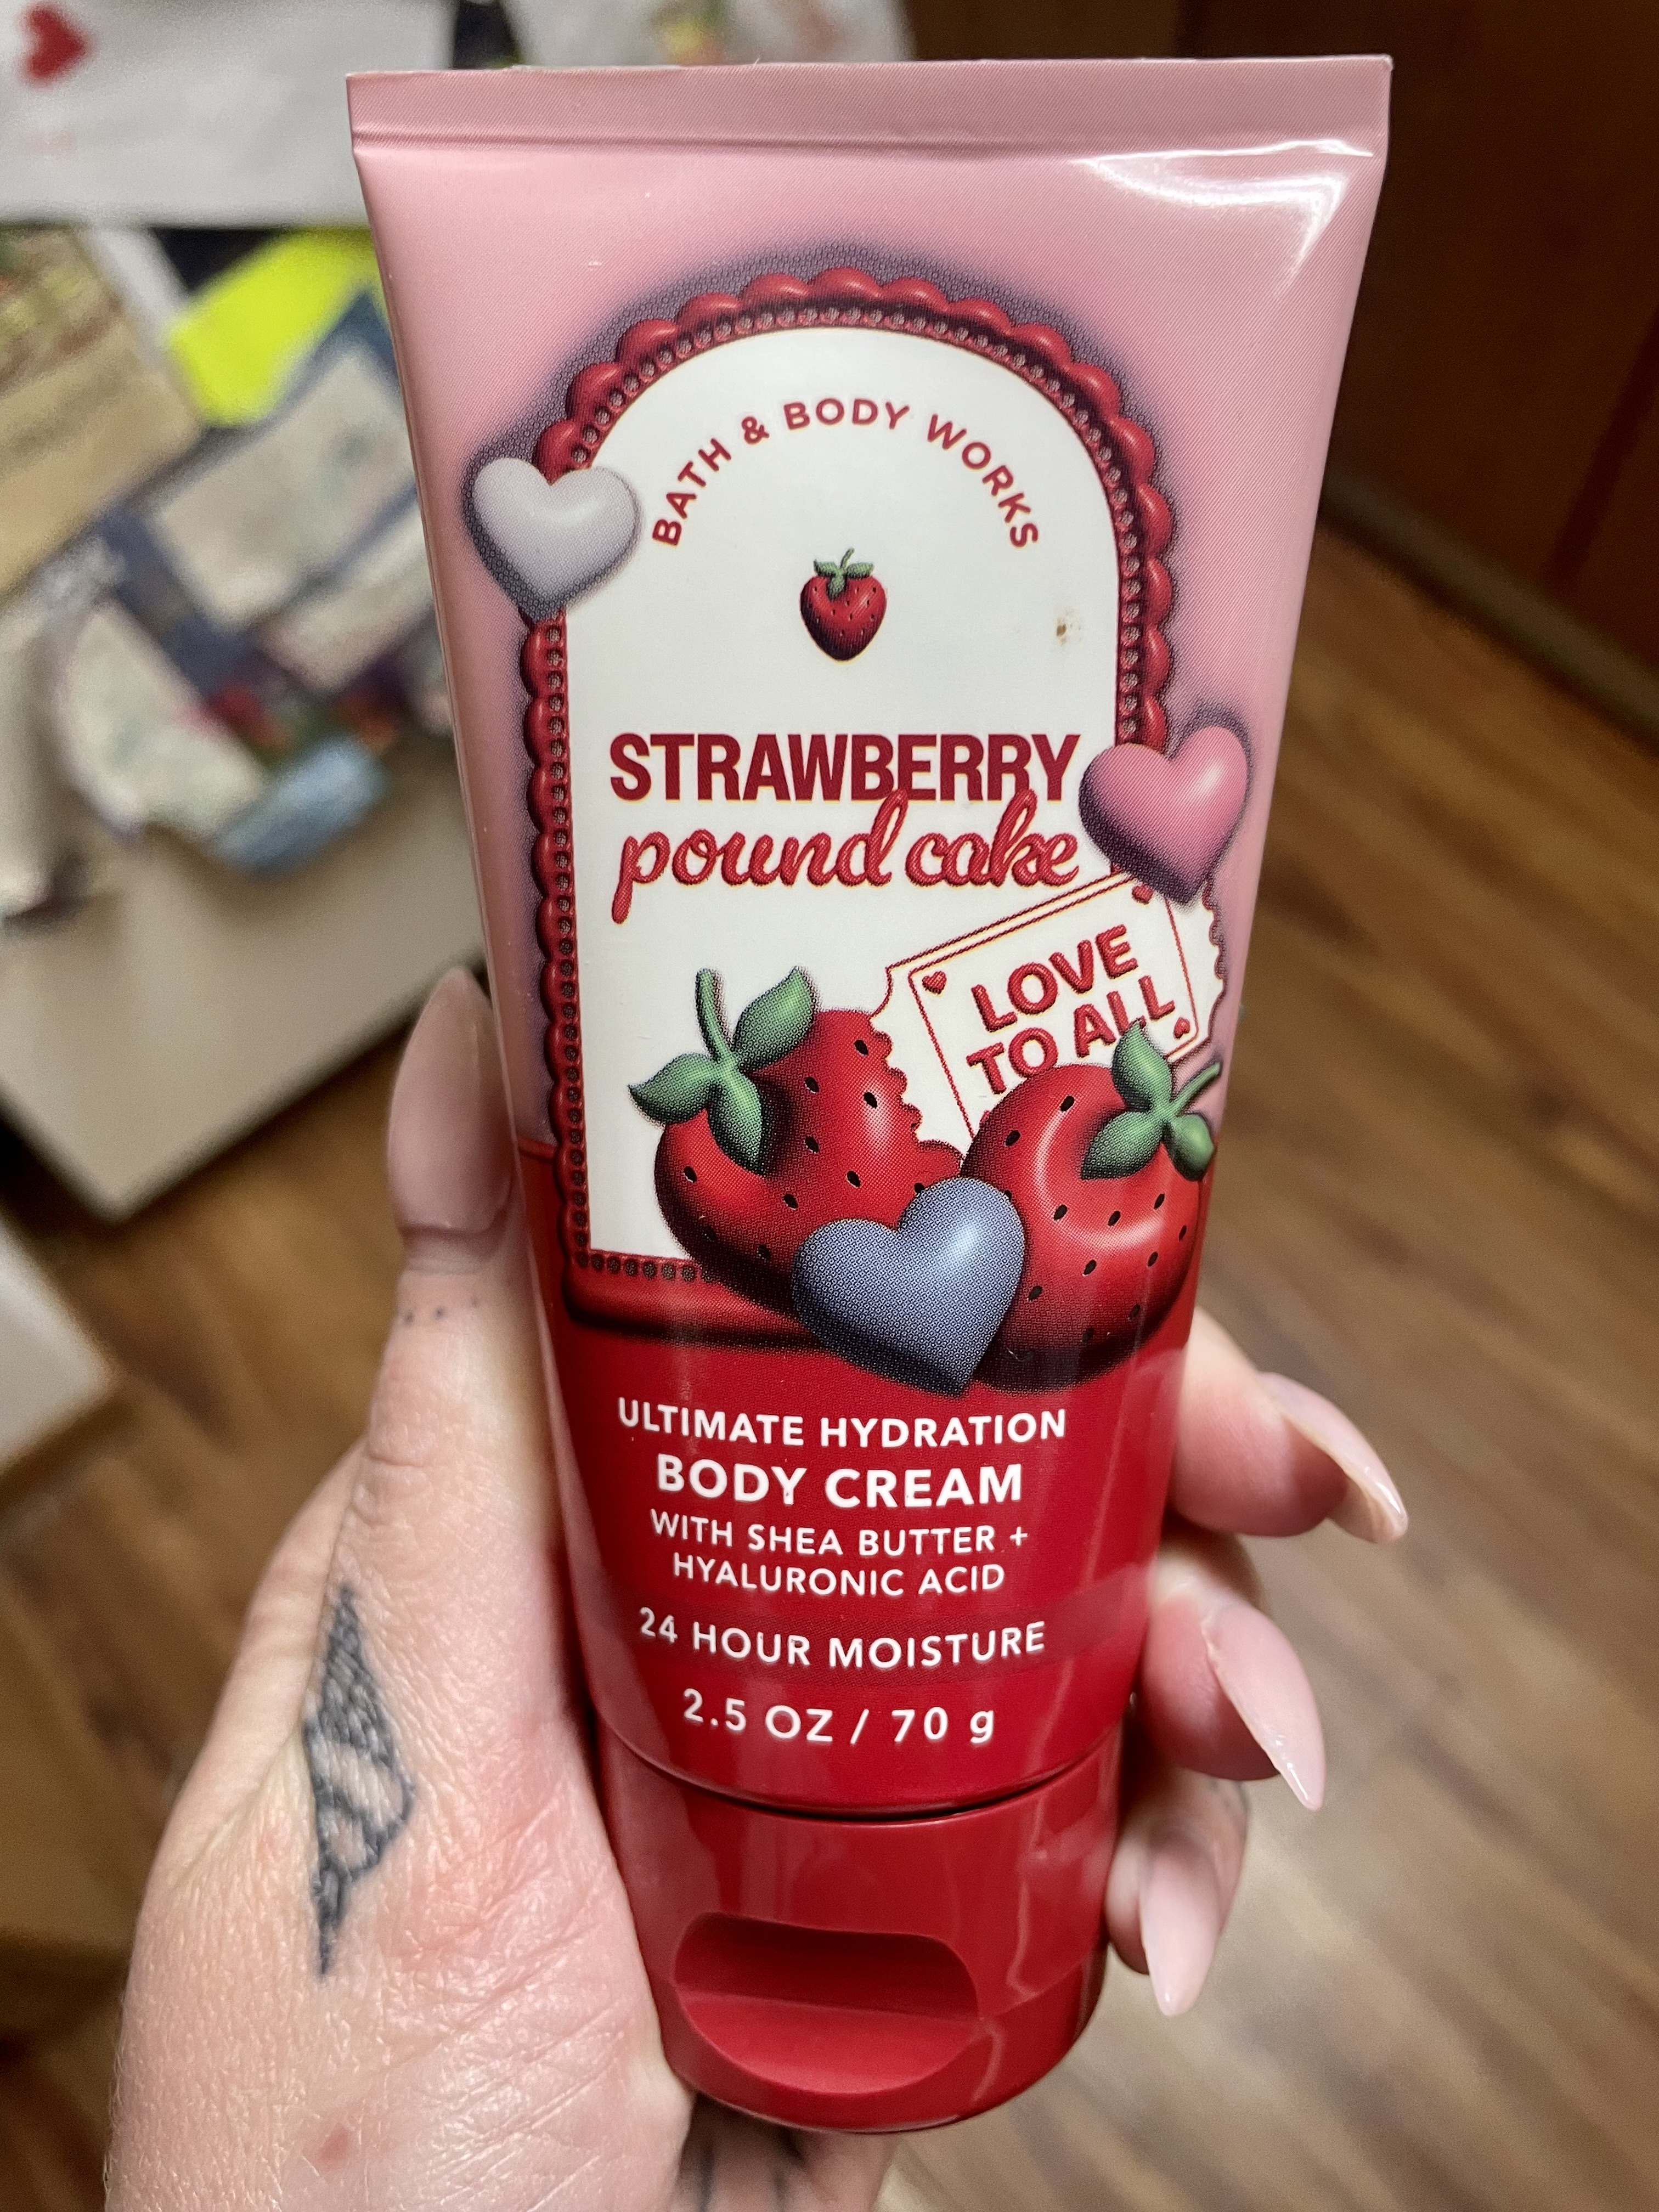 BATH & BODY WORKS
STRAWBERRY
pound cake
LOVE
TO ALL
ULTIMATE HYDRATION
BODY CREAM
WITH SHEA BUTTER +
HYALURONIC ACID
24 HOUR MOISTURE
2.5 OZ / 70 g